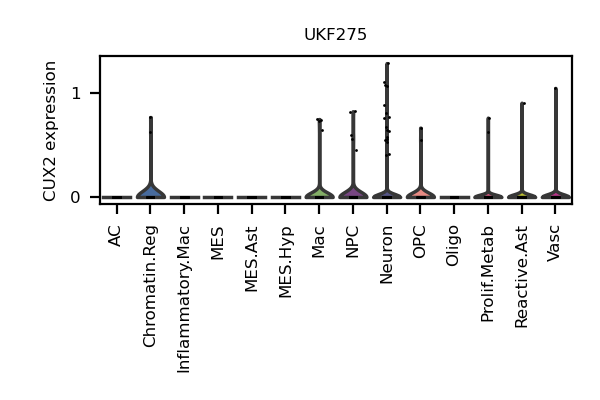 UKF275
CUX2 expression
1
0
AC
Chromatin.Reg
Inflammatory.Mac
MES
MES.Ast
MES.Hyp
Mac
NPC
Neuron
OPC
Oligo
Prolif.Metab
Reactive.Ast
Vasc